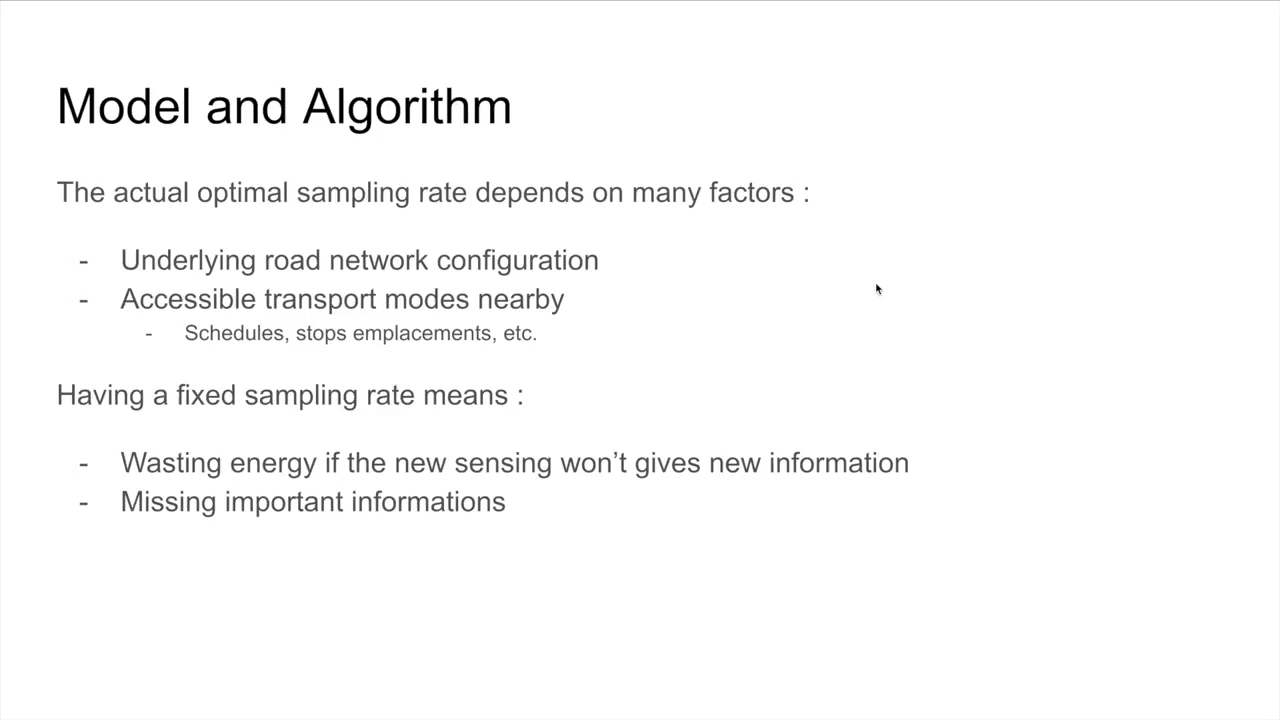 Model and Algorithm
The actual optimal sampling rate depends on many factors :
- Underlying road network configuration
- Accessible transport modes nearby
- Schedules, stops emplacements, etc.
Having a fixed sampling rate means :
- Wasting energy if the new sensing won’t gives new information
- Missing important informations